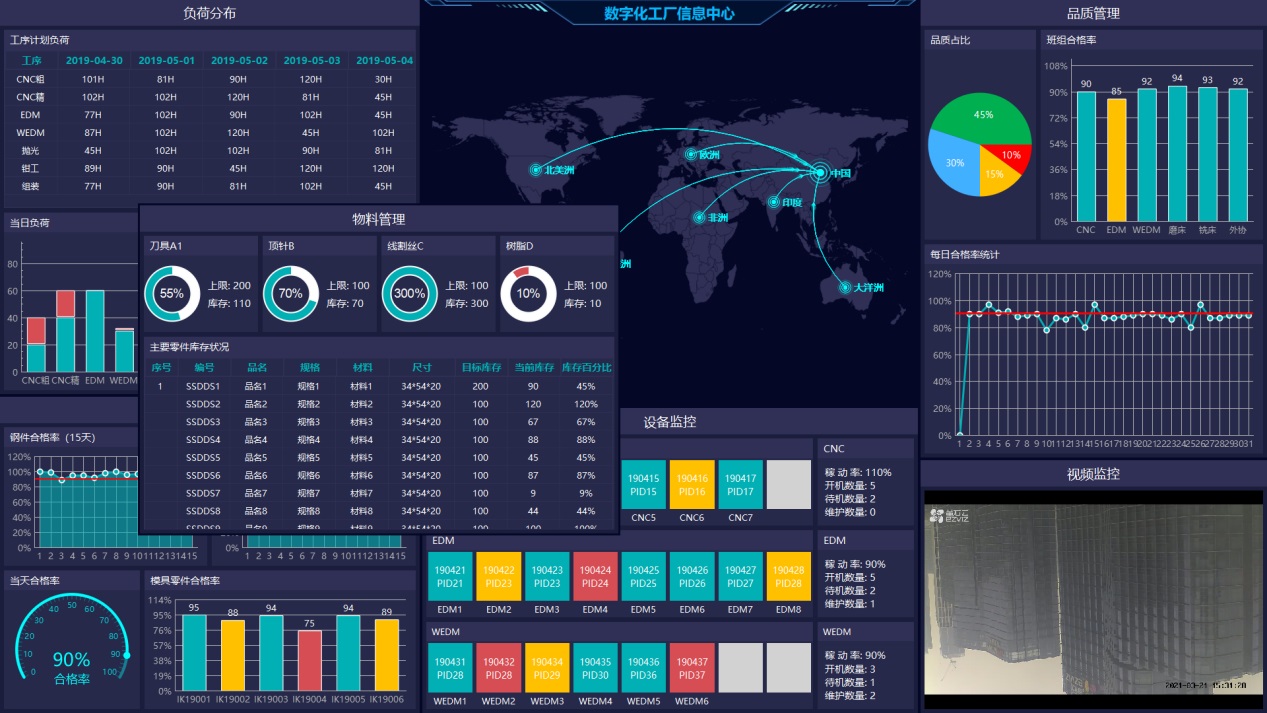 负荷分布
工序计划负荷
工序 2019-04-30 2019-05-01 2019-05-02 2019-05-03 2019-05-04
CNC粗 101H 81H 90H 120H 30H
CNC精 102H 102H 120H 81H 45H
EDM 77H 102H 90H 102H 45H
WEDM 87H 102H 120H 45H 102H
抛光 45H 102H 102H 90H 81H
钳工 89H 90H 45H 120H 120H
组装 77H 90H 81H 102H 45H
当日负荷
80
60
40
20
0
CNC粗 CNC精 EDM WEDM
钢件合格率（15天）
120%
100%
80%
60%
40%
20%
0%
1 2 3 4 5 6 7 8 9 10 11 12 13 14 15
0%
1 2 3 4 5 6 7 8 9 10 11 12 13 14 15
当天合格率
0 10 20 30 40 50 60 70 80 90 100
90%
合格率
模具零件合格率
114%
95%
76%
57%
38%
19%
0%
95 88 94 75 94 89
IK19001 IK19002 IK19003 IK19004 IK19005 IK19006
物料管理
刀具A1
55%
上限: 200
库存: 110
顶针B
70%
上限: 100
库存: 70
线割丝C
300%
上限: 100
库存: 300
树脂D
10%
上限: 100
库存: 10
主要零件库存状况
序号 编号 品名 规格 材料 尺寸 目标库存 当前库存 库存百分比
1 SSDDS1 品名1 规格1 材料1 34*54*20 200 90 45%
SSDDS2 品名2 规格2 材料2 34*54*20 100 120 120%
SSDDS3 品名3 规格3 材料3 34*54*20 100 67 67%
SSDDS4 品名4 规格4 材料4 34*54*20 100 88 88%
SSDDS5 品名5 规格5 材料5 34*54*20 100 45 45%
SSDDS6 品名6 规格6 材料6 34*54*20 100 87 87%
SSDDS7 品名7 规格7 材料7 34*54*20 100 9 9%
SSDDS8 品名8 规格8 材料8 34*54*20 100 44 44%
SSDDS9 品名9 规格9 材料9 34*54*20 100 100 100%
数字化工厂信息中心
北美洲
欧洲
中国
印度
非洲
洲
大洋洲
设备监控
190415 190416 190417
PID15 PID16 PID17
CNC5 CNC6 CNC7
CNC
稼 动 率: 110%
开机数量: 5
待机数量: 2
维护数量: 0
EDM
190421 190422 190423 190424 190425 190426 190427 190428
PID21 PID23 PID23 PID24 PID25 PID26 PID27 PID28
EDM1 EDM2 EDM3 EDM4 EDM5 EDM6 EDM7 EDM8
EDM
稼 动 率: 90%
开机数量: 5
待机数量: 2
维护数量: 1
WEDM
190431 190432 190434 190435 190436 190437
PID28 PID28 PID29 PID30 PID36 PID37
WEDM1 WEDM2 WEDM3 WEDM4 WEDM5 WEDM6
WEDM
稼 动 率: 90%
开机数量: 3
待机数量: 1
维护数量: 2
品质管理
品质占比
45%
10%
15%
30%
班组合格率
108%
90%
72%
54%
36%
18%
0%
90 85 92 94 93 92
CNC EDM WEDM 磨床 铣床 外协
每日合格率统计
120%
100%
80%
60%
40%
20%
0%
1 2 3 4 5 6 7 8 9 10 11 12 13 14 15 16 17 18 19 20 21 22 23 24 25 26 27 28 29 30 31
视频监控
萤石云
EZVIZ
2021-03-21 15:31:28